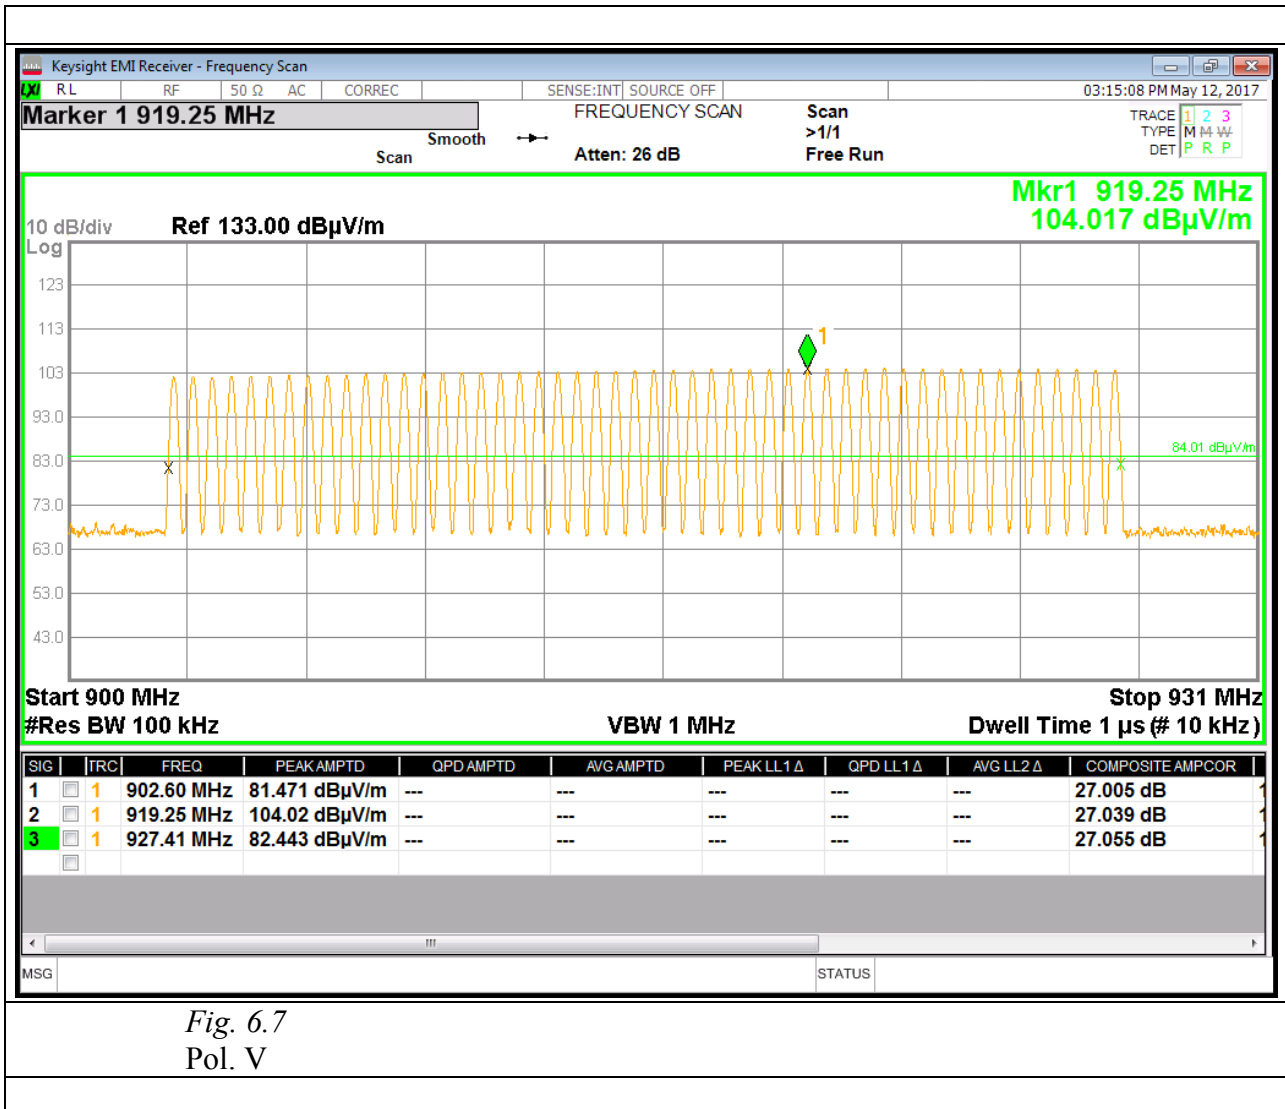 Keysight EMI Receiver - Frequency Scan
LXI RL RF 50 Ω AC CORREC SENSE:INT SOURCE OFF 03:15:08 PM May 12, 2017
Marker 1 919.25 MHz FREQUENCY SCAN Scan TRACE 1 2 3
Smooth >1/1 TYPE M M W
Scan Atten: 26 dB Free Run DET P R P
Mkr1 919.25 MHz
10 dB/div Ref 133.00 dBµV/m 104.017 dBµV/m
Log
123
113
1
103
93.0
84.01 dBµV/m
83.0
73.0
63.0
53.0
43.0
Start 900 MHz Stop 931 MHz
#Res BW 100 kHz VBW 1 MHz Dwell Time 1 µs (# 10 kHz)
SIG TRC FREQ PEAK AMPTD QPD AMPTD AVG AMPTD PEAK LL1 Δ QPD LL1 Δ AVG LL2 Δ COMPOSITE AMPCOR
1 1 902.60 MHz 81.471 dBµV/m --- --- --- --- --- 27.005 dB 1
2 1 919.25 MHz 104.02 dBµV/m --- --- --- --- --- 27.039 dB 1
3 1 927.41 MHz 82.443 dBµV/m --- --- --- --- --- 27.055 dB 1
MSG STATUS
Fig. 6.7
Pol. V